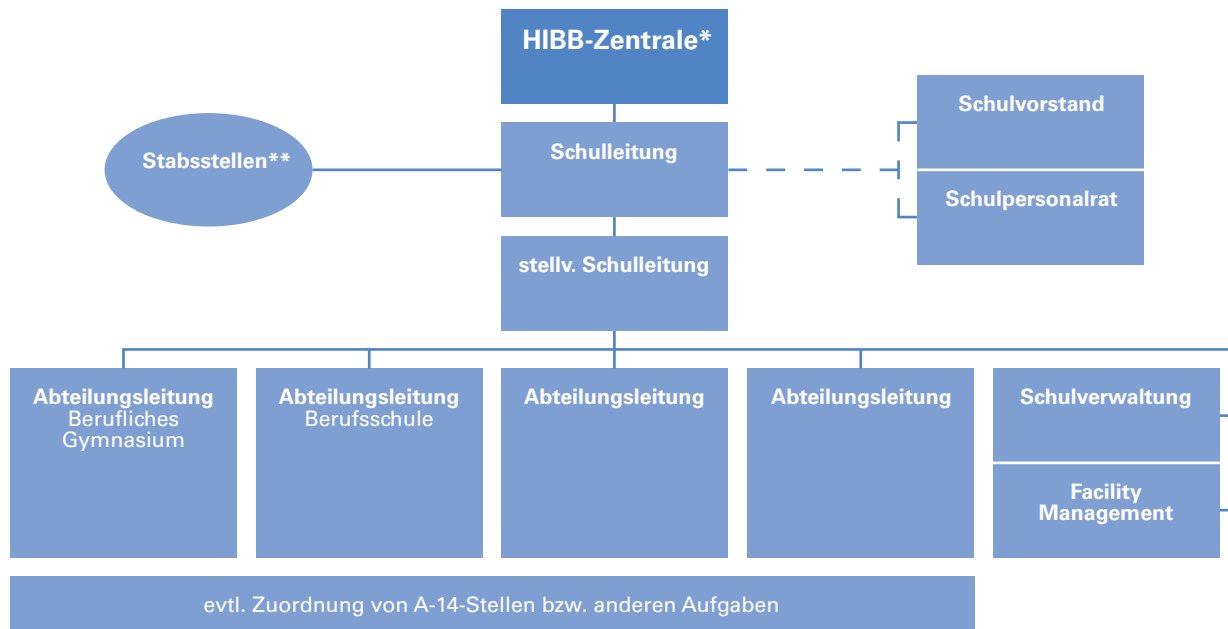 HIBB-Zentrale*
Schulvorstand
Stabsstellen**
Schulleitung
Schulpersonalrat
stellv. Schulleitung
Abteilungsleitung
Berufliches
Gymnasium
Abteilungsleitung
Berufsschule
Abteilungsleitung
Abteilungsleitung
Schulverwaltung
Facility
Management
evtl. Zuordnung von A-14-Stellen bzw. anderen Aufgaben